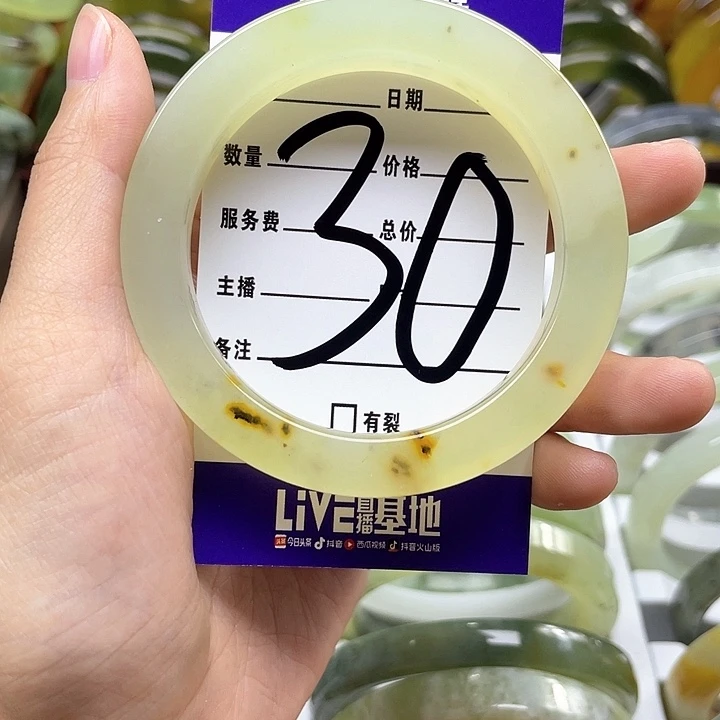 日期
30
数量 价格
服务费 总价
主播
备注
有裂
LiVE直播基地
今日头条 抖音 西瓜视频 抖音火山版